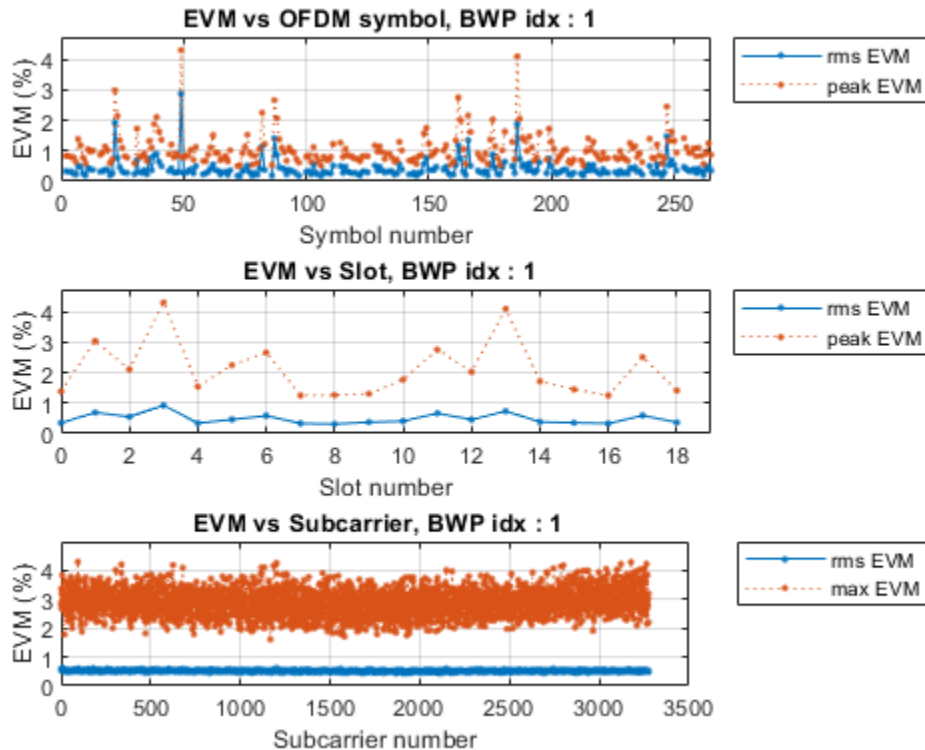 EVM vs OFDM symbol, BWP idx : 1
EVM (%)
4
3
2
1
0
0 50 100 150 200 250
Symbol number
rms EVM
peak EVM
EVM vs Slot, BWP idx : 1
EVM (%)
4
3
2
1
0
0 2 4 6 8 10 12 14 16 18
Slot number
rms EVM
peak EVM
EVM vs Subcarrier, BWP idx : 1
EVM (%)
4
3
2
1
0
0 500 1000 1500 2000 2500 3000 3500
Subcarrier number
rms EVM
max EVM